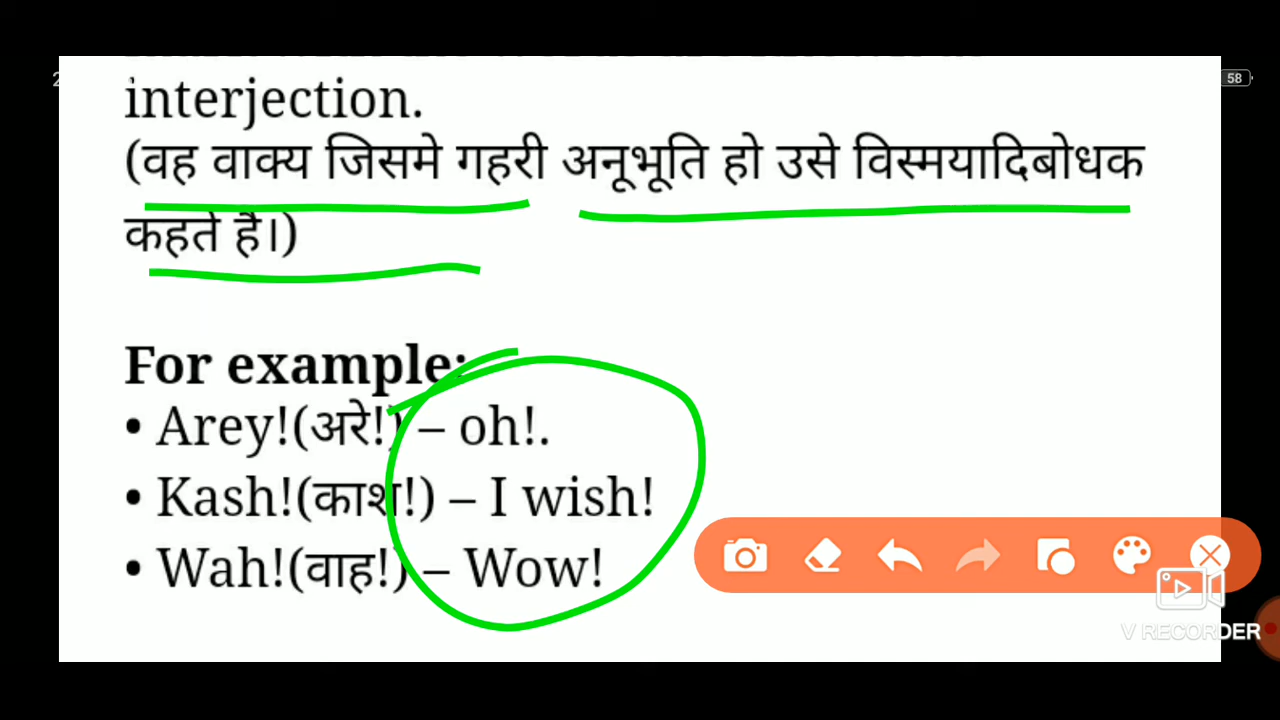 interjection.
(वह वाक्य जिसमे गहरी अनूभूति हो उसे विस्मयादिबोधक
कहते है।)
For example:
• Arey!(अरे!) – oh!.
• Kash!(काश!) – I wish!
• Wah!(वाह!) – Wow!
58
V RECORDER